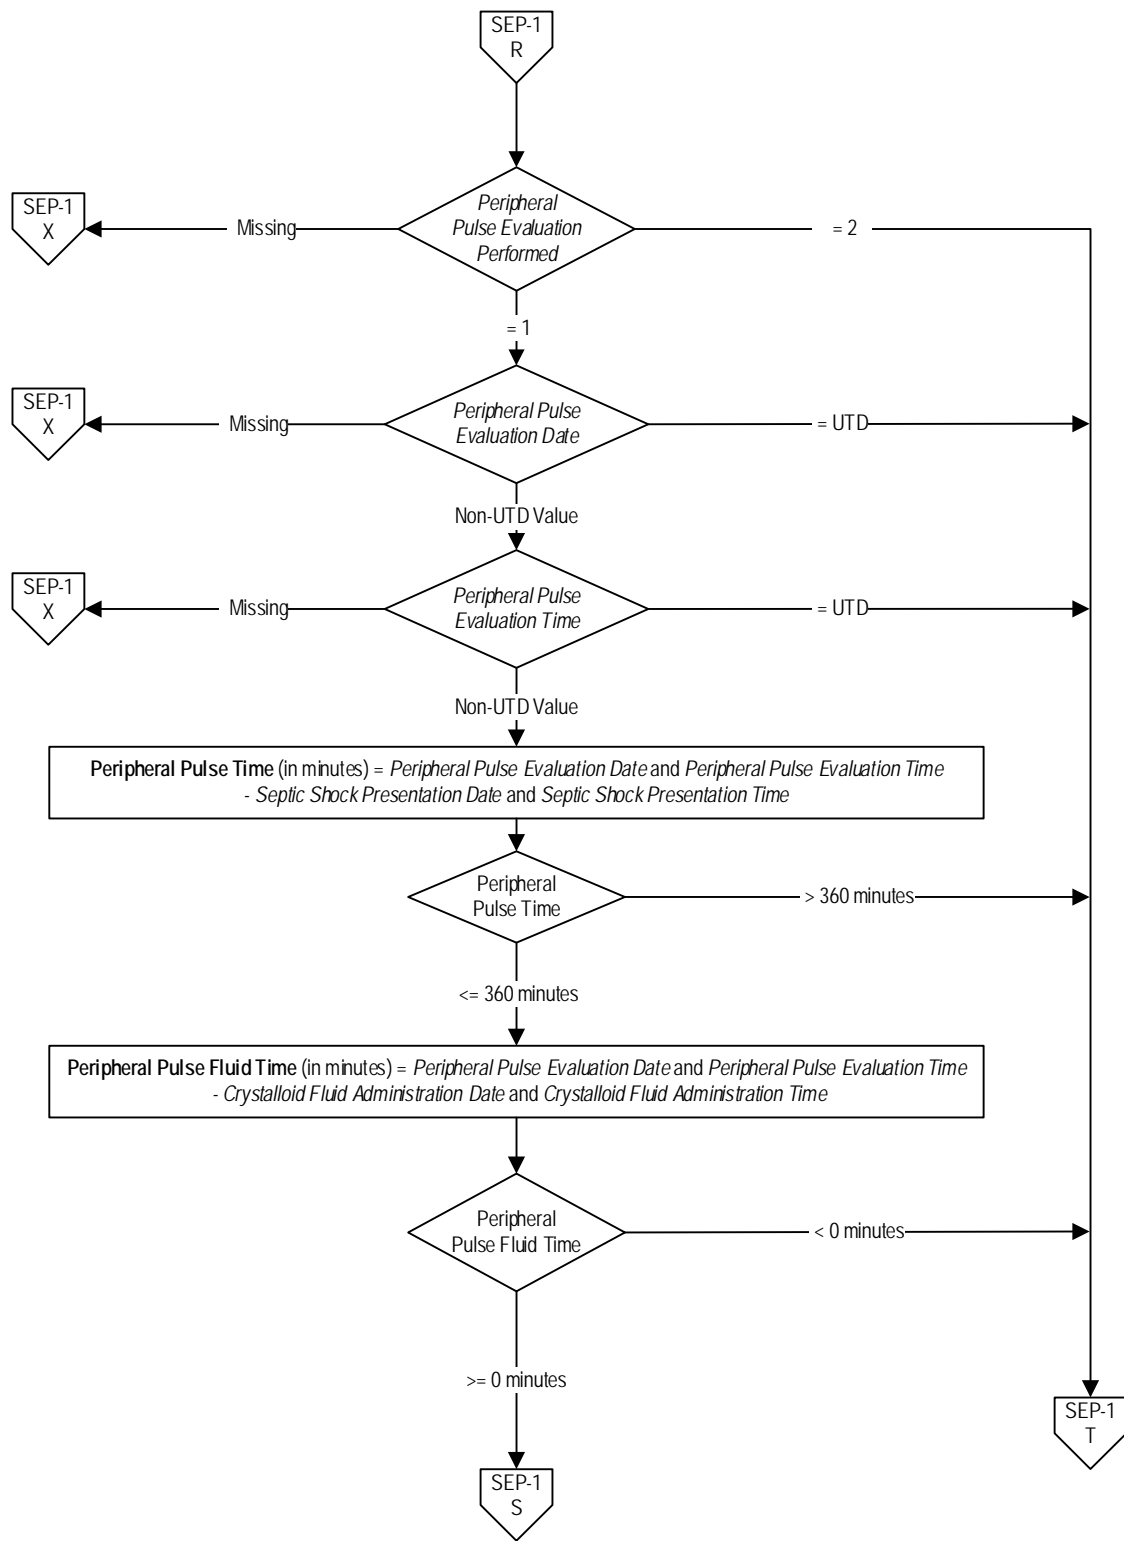 SEP-1
R
Peripheral
Pulse Evaluation
Performed
SEP-1
X
Missing
= 2
= 1
SEP-1
X
Missing
Peripheral Pulse
Evaluation Date
= UTD
Non-UTD Value
SEP-1
X
Missing
Peripheral Pulse
Evaluation Time
= UTD
Non-UTD Value
Peripheral Pulse Time (in minutes) = Peripheral Pulse Evaluation Date and Peripheral Pulse Evaluation Time
- Septic Shock Presentation Date and Septic Shock Presentation Time
Peripheral
Pulse Time
> 360 minutes
<= 360 minutes
Peripheral Pulse Fluid Time (in minutes) = Peripheral Pulse Evaluation Date and Peripheral Pulse Evaluation Time
- Crystalloid Fluid Administration Date and Crystalloid Fluid Administration Time
Peripheral
Pulse Fluid Time
< 0 minutes
>= 0 minutes
SEP-1
T
SEP-1
S